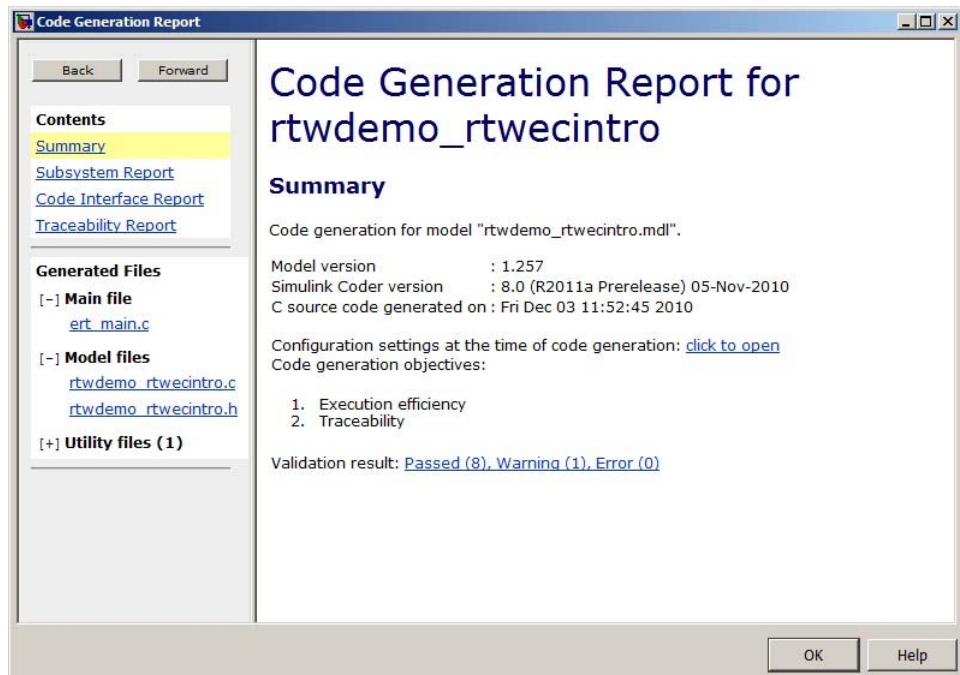 Code Generation Report
Back Forward
Contents
Summary
Subsystem Report
Code Interface Report
Traceability Report
Generated Files
[-] Main file
ert_main.c
[-] Model files
rtwdemo_rtwecintro.c
rtwdemo_rtwecintro.h
[+] Utility files (1)
Code Generation Report for
rtwdemo_rtwecintro
Summary
Code generation for model "rtwdemo_rtwecintro.mdl".
Model version : 1.257
Simulink Coder version : 8.0 (R2011a Prerelease) 05-Nov-2010
C source code generated on : Fri Dec 03 11:52:45 2010
Configuration settings at the time of code generation: click to open
Code generation objectives:
1. Execution efficiency
2. Traceability
Validation result: Passed (8), Warning (1), Error (0)
OK Help